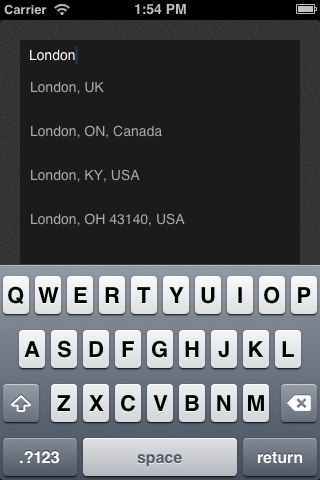 Carrier 1:54 PM
London
London, UK
London, ON, Canada
London, KY, USA
London, OH 43140, USA
Q W E R T Y U I O P
A S D F G H J K L
Z X C V B N M
.?123 space return